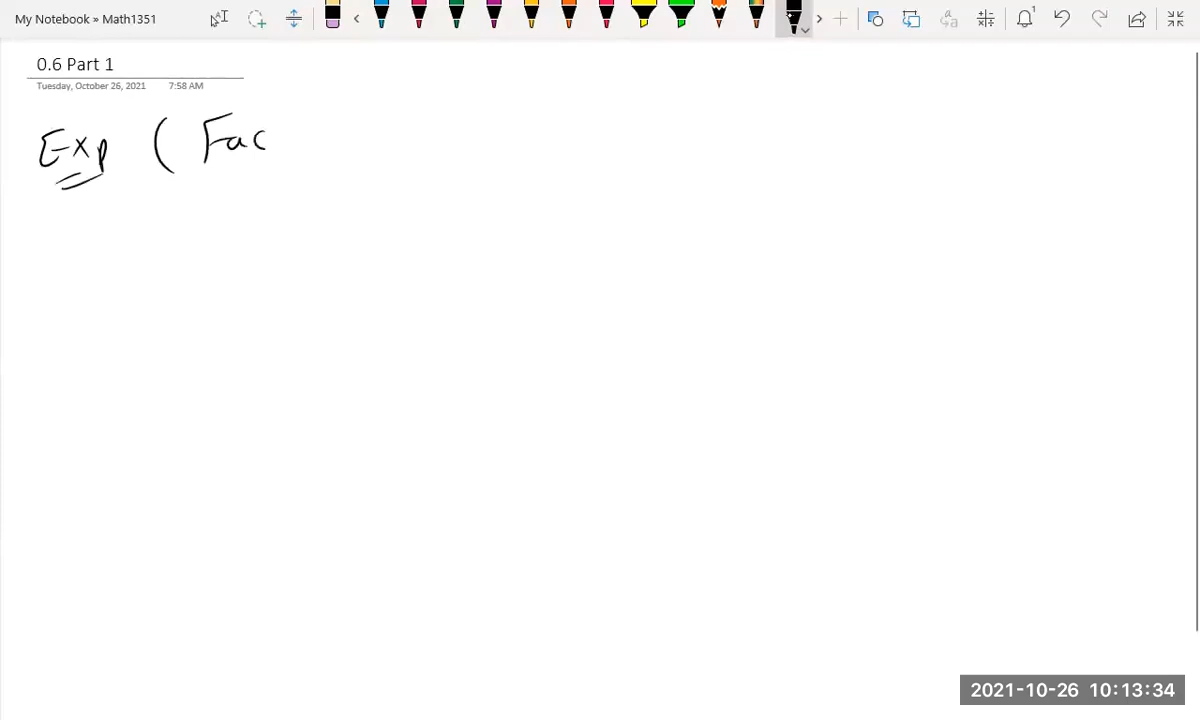 My Notebook » Math1351
0.6 Part 1
Tuesday, October 26, 2021 7:58 AM
Exp ( Fac
2021-10-26 10:13:34